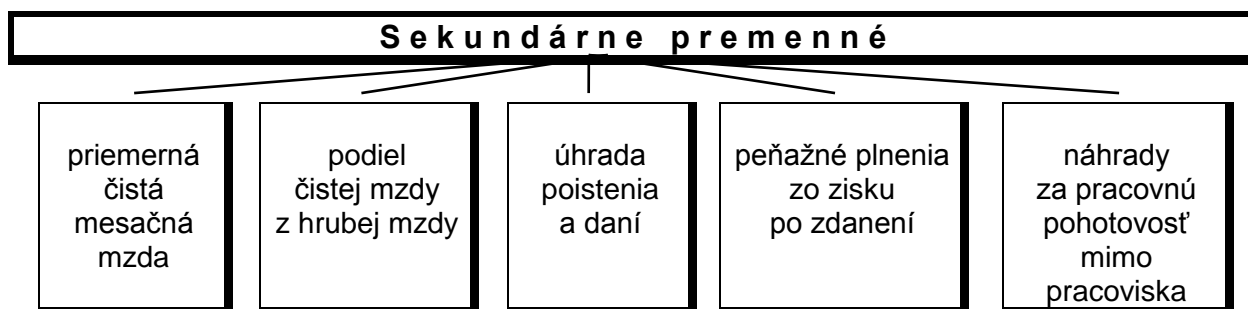 Sekundárne premenné
priemerná
čistá
mesačná
mzda
podiel
čistej mzdy
z hrubej mzdy
úhrada
poistenia
a daní
peňažné plnenia
zo zisku
po zdanení
náhrady
za pracovnú
pohotovosť
mimo
pracoviska